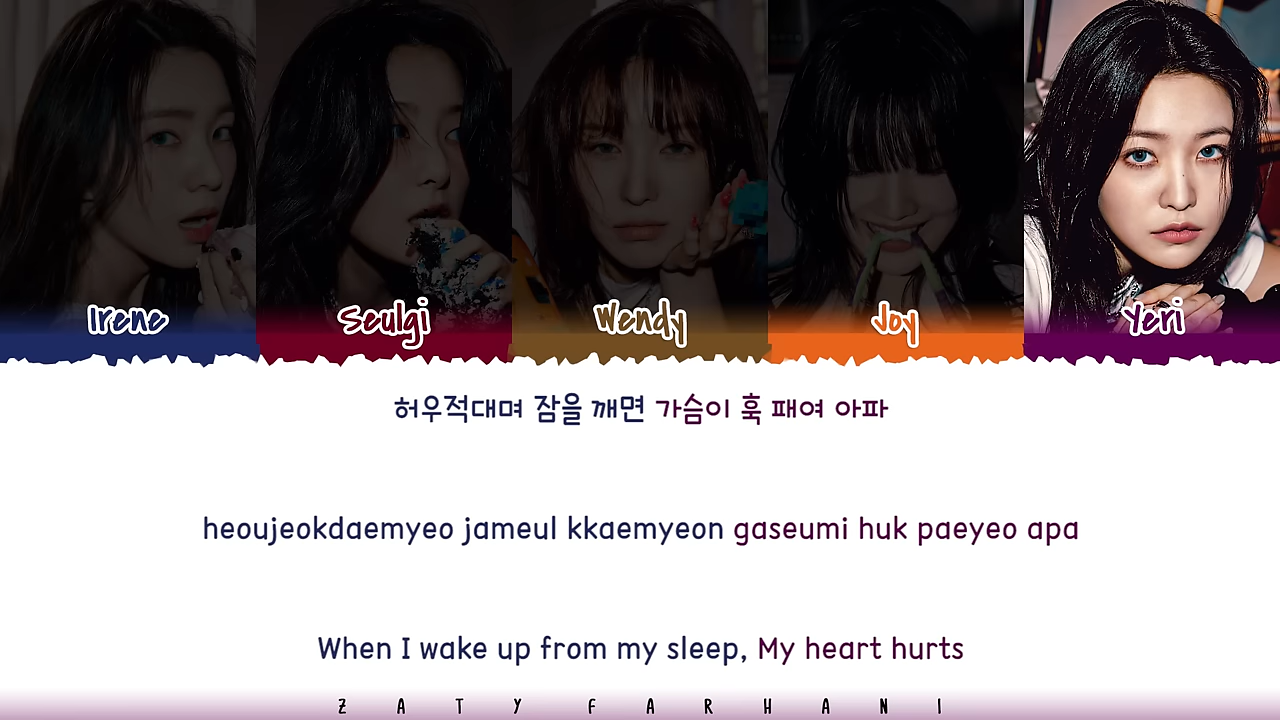 Irene Seulgi Wendy Joy Yeri
허우적대며 잠을 깨면 가슴이 훅 패여 아파
heoujeokdaemyeo jameul kkaemyeon gaseumi huk paeyeo apa
When I wake up from my sleep, My heart hurts
ZATY FARHANI